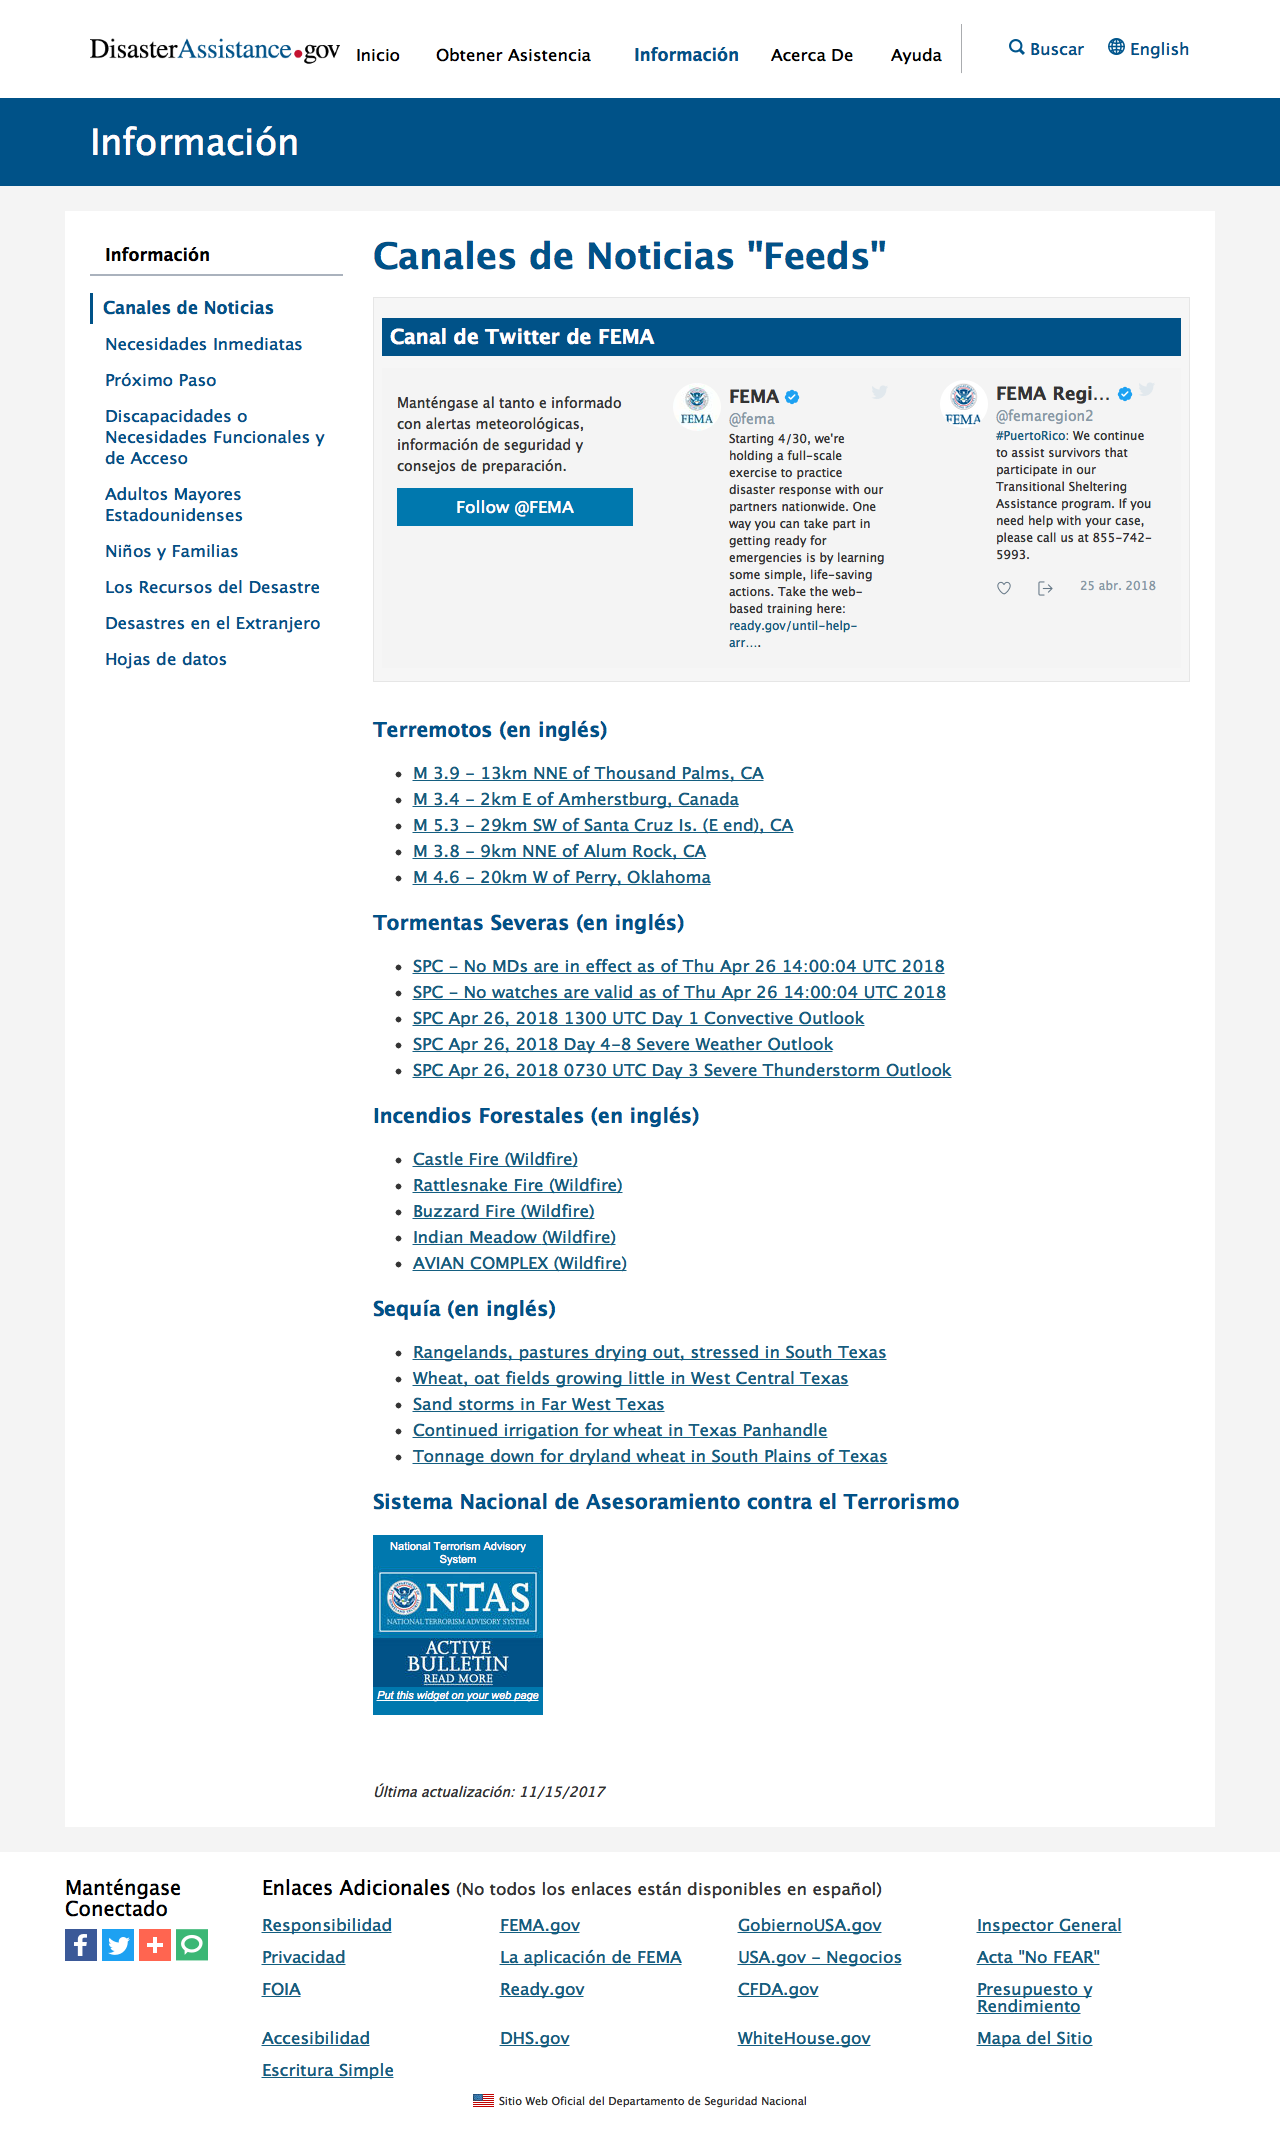 DisasterAssistance.gov
Inicio
Obtener Asistencia
Información
Acerca De
Ayuda
Buscar
English
Información
Información
Canales de Noticias
Necesidades Inmediatas
Próximo Paso
Discapacidades o
Necesidades Funcionales y
de Acceso
Adultos Mayores
Estadounidenses
Niños y Familias
Los Recursos del Desastre
Desastres en el Extranjero
Hojas de datos
Canales de Noticias "Feeds"
Canal de Twitter de FEMA
Manténgase al tanto e informado
con alertas meteorológicas,
información de seguridad y
consejos de preparación.
Follow @FEMA
FEMA
FEMA
@fema
Starting 4/30, we're
holding a full-scale
exercise to practice
disaster response with our
partners nationwide. One
way you can take part in
getting ready for
emergencies is by learning
some simple, life-saving
actions. Take the web-
based training here:
ready.gov/until-help-
arr….
FEMA
FEMA Regi...
@femaregion2
#PuertoRico: We continue
to assist survivors that
participate in our
Transitional Sheltering
Assistance program. If you
need help with your case,
please call us at 855-742-
5993.
25 abr. 2018
Terremotos (en inglés)
M 3.9 - 13km NNE of Thousand Palms, CA
M 3.4 - 2km E of Amherstburg, Canada
M 5.3 - 29km SW of Santa Cruz Is. (E end), CA
M 3.8 - 9km NNE of Alum Rock, CA
M 4.6 - 20km W of Perry, Oklahoma
Tormentas Severas (en inglés)
SPC - No MDs are in effect as of Thu Apr 26 14:00:04 UTC 2018
SPC - No watches are valid as of Thu Apr 26 14:00:04 UTC 2018
SPC Apr 26, 2018 1300 UTC Day 1 Convective Outlook
SPC Apr 26, 2018 Day 4-8 Severe Weather Outlook
SPC Apr 26, 2018 0730 UTC Day 3 Severe Thunderstorm Outlook
Incendios Forestales (en inglés)
Castle Fire (Wildfire)
Rattlesnake Fire (Wildfire)
Buzzard Fire (Wildfire)
Indian Meadow (Wildfire)
AVIAN COMPLEX (Wildfire)
Sequía (en inglés)
Rangelands, pastures drying out, stressed in South Texas
Wheat, oat fields growing little in West Central Texas
Sand storms in Far West Texas
Continued irrigation for wheat in Texas Panhandle
Tonnage down for dryland wheat in South Plains of Texas
Sistema Nacional de Asesoramiento contra el Terrorismo
National Terrorism Advisory
System
NTAS
NATIONAL TERRORISM ADVISORY SYSTEM
ACTIVE
BULLETIN
READ MORE
Put this widget on your web page
Última actualización: 11/15/2017
Manténgase
Conectado
Enlaces Adicionales (No todos los enlaces están disponibles en español)
Responsibilidad
FEMA.gov
GobiernoUSA.gov
Inspector General
Privacidad
La aplicación de FEMA
USA.gov - Negocios
Acta "No FEAR"
FOIA
Ready.gov
CFDA.gov
Presupuesto y
Rendimiento
Accesibilidad
DHS.gov
WhiteHouse.gov
Mapa del Sitio
Escritura Simple
Sitio Web Oficial del Departamento de Seguridad Nacional